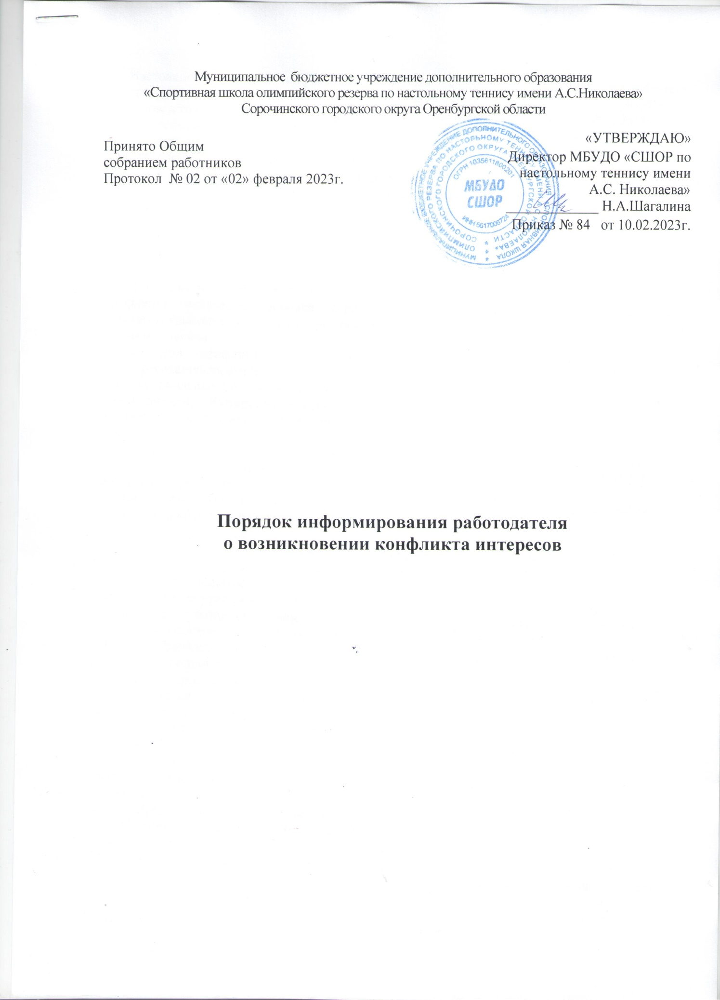 Муниципальное бюджетное учреждение дополнительного образования
«Спортивная школа олимпийского резерва по настольному теннису имени А.С.Николаева»
Сорочинского городского округа Оренбургской области
Принято Общим
собранием работников
Протокол № 02 от «02» февраля 2023г.
«УТВЕРЖДАЮ»
Директор МБУДО «СШОР по
настольному теннису имени
А.С. Николаева»
Н.А.Шагалина
Приказ № 84 от 10.02.2023г.
МУНИЦИПАЛЬНОЕ БЮДЖЕТНОЕ УЧРЕЖДЕНИЕ ДОПОЛНИТЕЛЬНОГО ОБРАЗОВАНИЯ «СПОРТИВНАЯ ШКОЛА
ОЛИМПИЙСКОГО РЕЗЕРВА ПО НАСТОЛЬНОМУ ТЕННИСУ ИМЕНИ А.С. НИКОЛАЕВА»
СОРОЧИНСКОГО ГОРОДСКОГО ОКРУГА ОРЕНБУРГСКОЙ ОБЛАСТИ
ОГРН 1035611800201
МБУДО
СШОР
ИНН 5617006724
Порядок информирования работодателя
о возникновении конфликта интересов